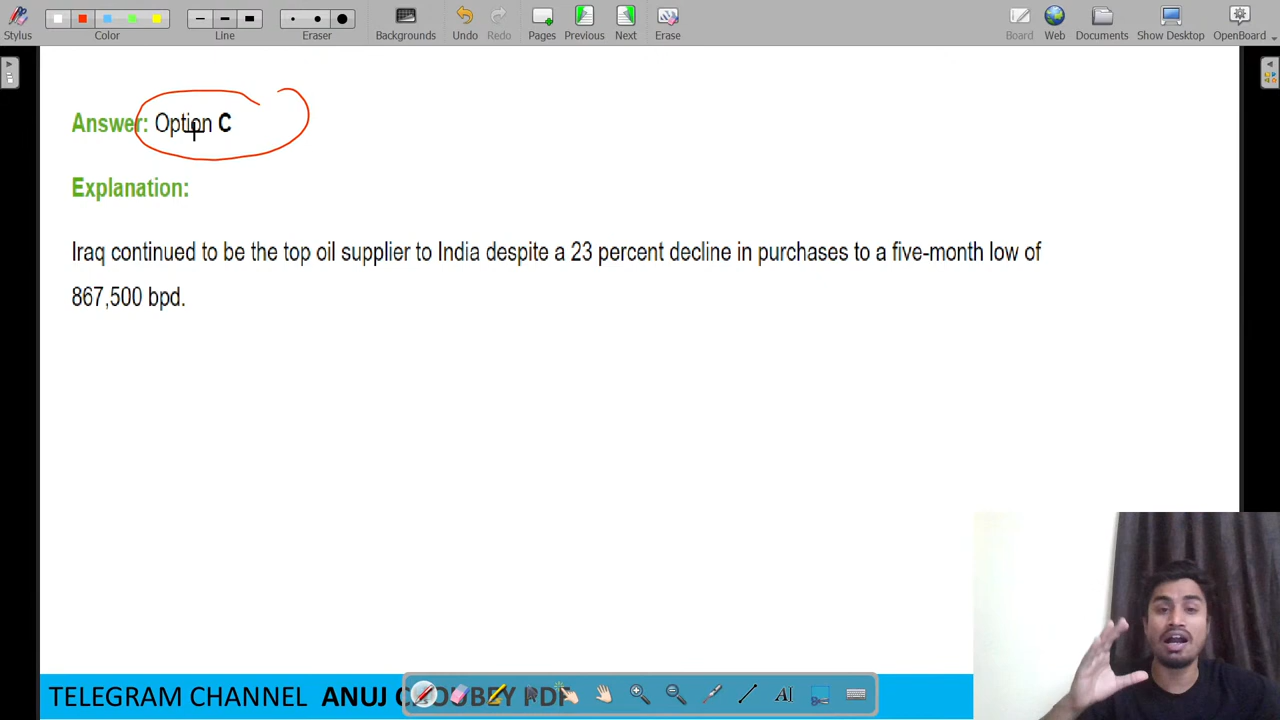 Stylus
Color
Line
Eraser
Backgrounds
Undo
Redo
Pages
Previous
Next
Erase
Board
Web
Documents
Show Desktop
OpenBoard
Answer: Option C
Explanation:
Iraq continued to be the top oil supplier to India despite a 23 percent decline in purchases to a five-month low of
867,500 bpd.
TELEGRAM CHANNEL ANUJ PDF
AI